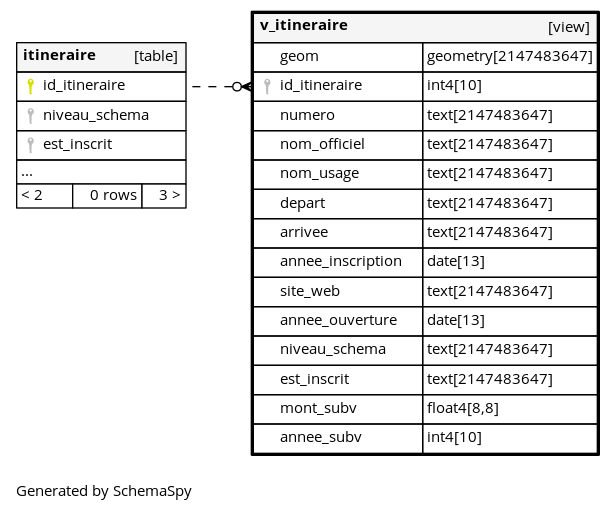 itineraire [table]
id_itineraire
niveau_schema
est_inscrit
...
< 2 0 rows 3 >
v_itineraire [view]
geom geometry[2147483647]
id_itineraire int4[10]
numero text[2147483647]
nom_officiel text[2147483647]
nom_usage text[2147483647]
depart text[2147483647]
arrivee text[2147483647]
annee_inscription date[13]
site_web text[2147483647]
annee_ouverture date[13]
niveau_schema text[2147483647]
est_inscrit text[2147483647]
mont_subv float4[8,8]
annee_subv int4[10]
Generated by SchemaSpy